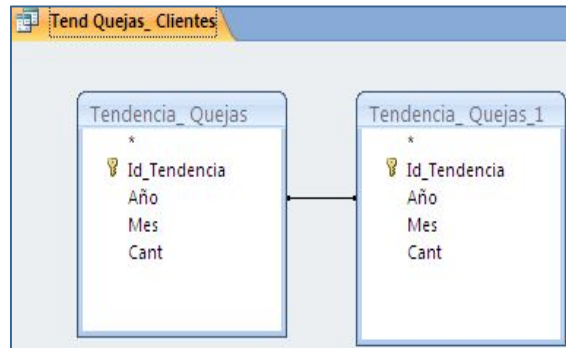 Tend Quejas_ Clientes
Tendencia_ Quejas
*
Id_Tendencia
Año
Mes
Cant
Tendencia_ Quejas_1
*
Id_Tendencia
Año
Mes
Cant